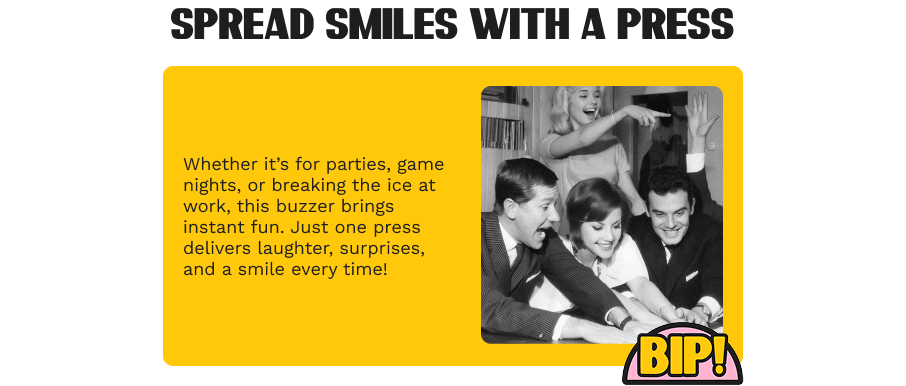 SPREAD SMILES WITH A PRESS
Whether it’s for parties, game
nights, or breaking the ice at
work, this buzzer brings
instant fun. Just one press
delivers laughter, surprises,
and a smile every time!
BIP!